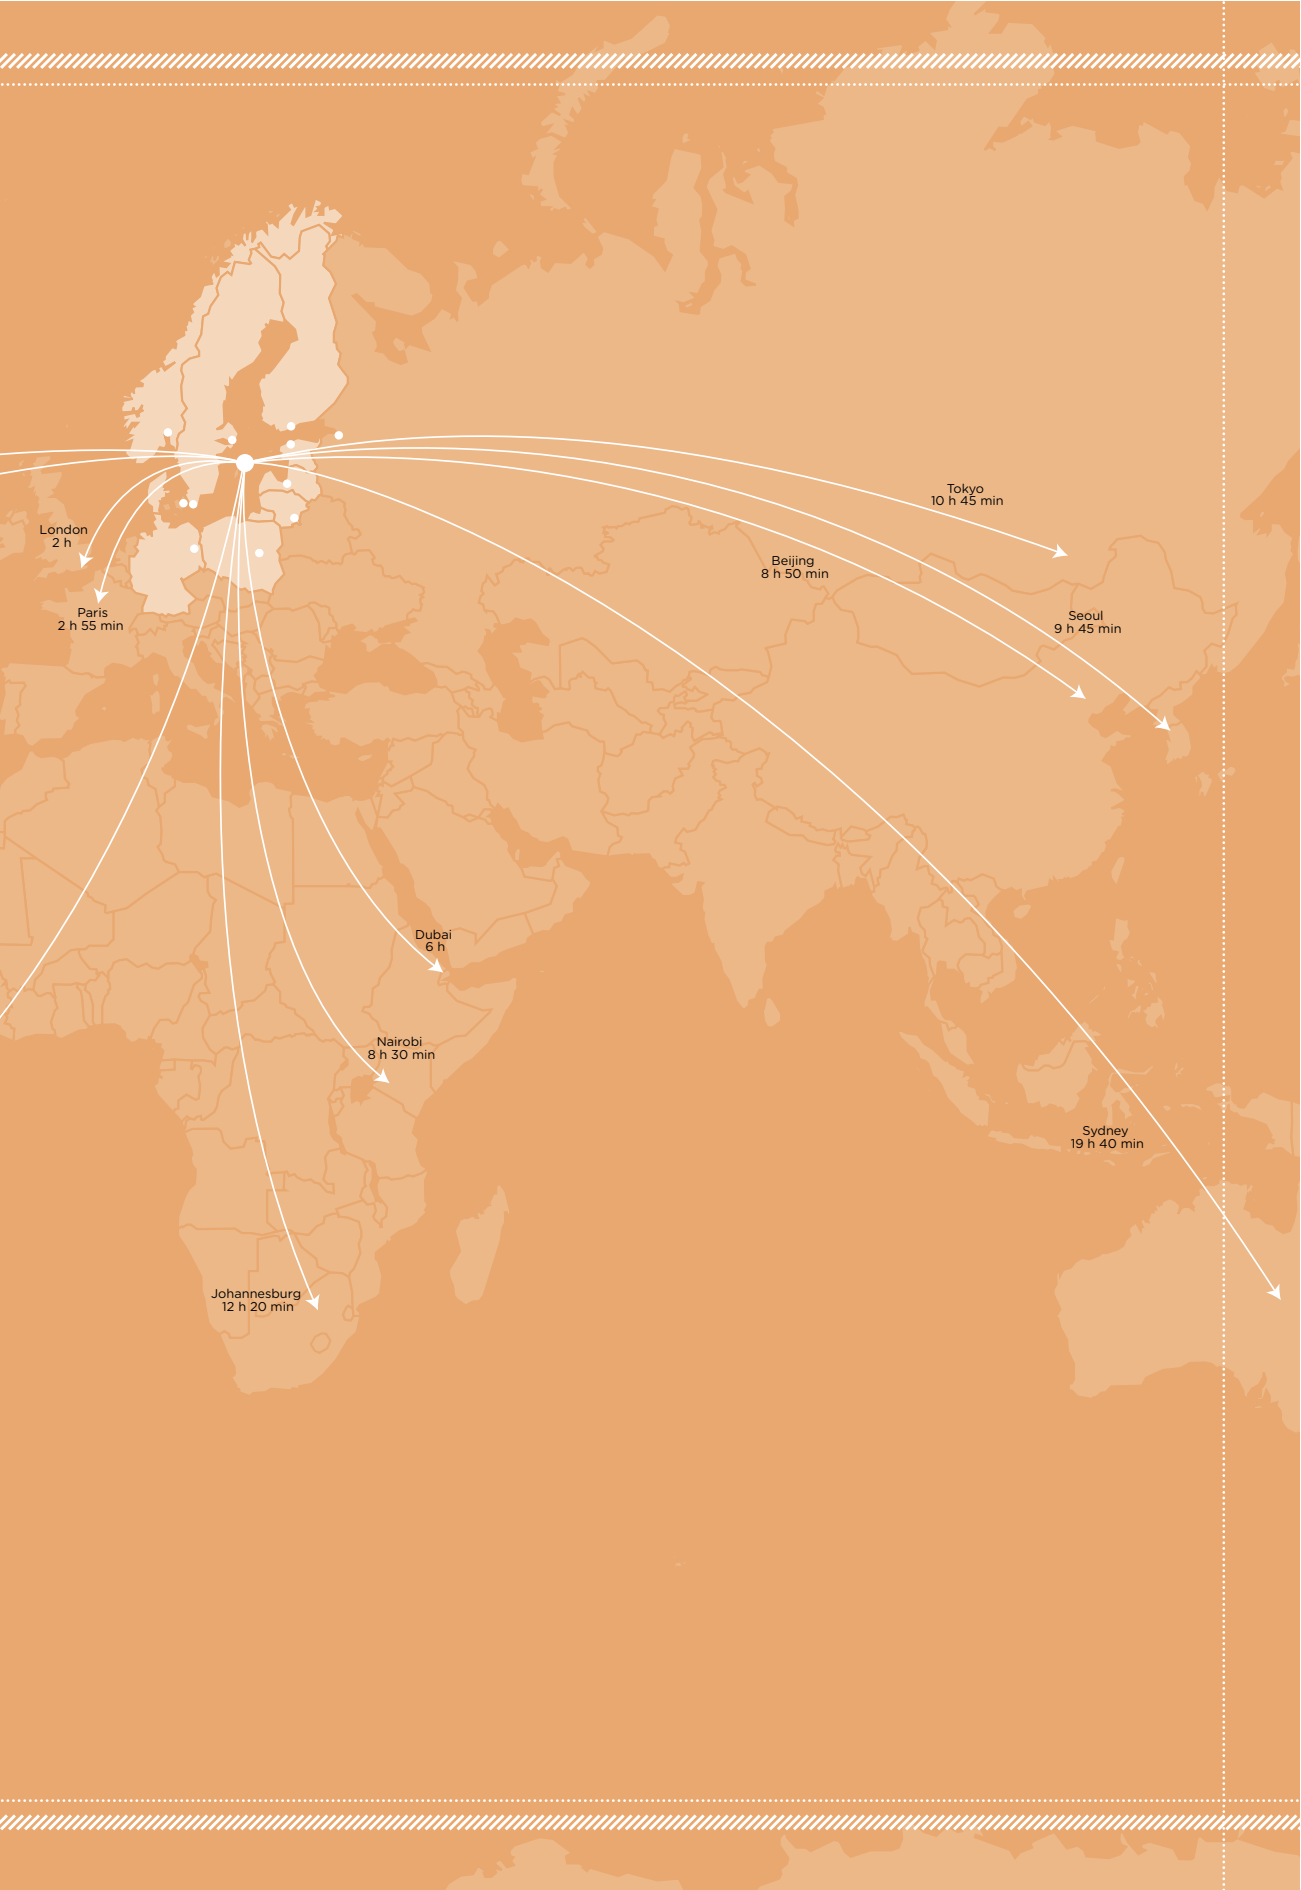 Tokyo
10 h 45 min
London
2 h
Beijing
8 h 50 min
Paris
2 h 55 min
Seoul
9 h 45 min
Dubai
6 h
Nairobi
8 h 30 min
Sydney
19 h 40 min
Johannesburg
12 h 20 min